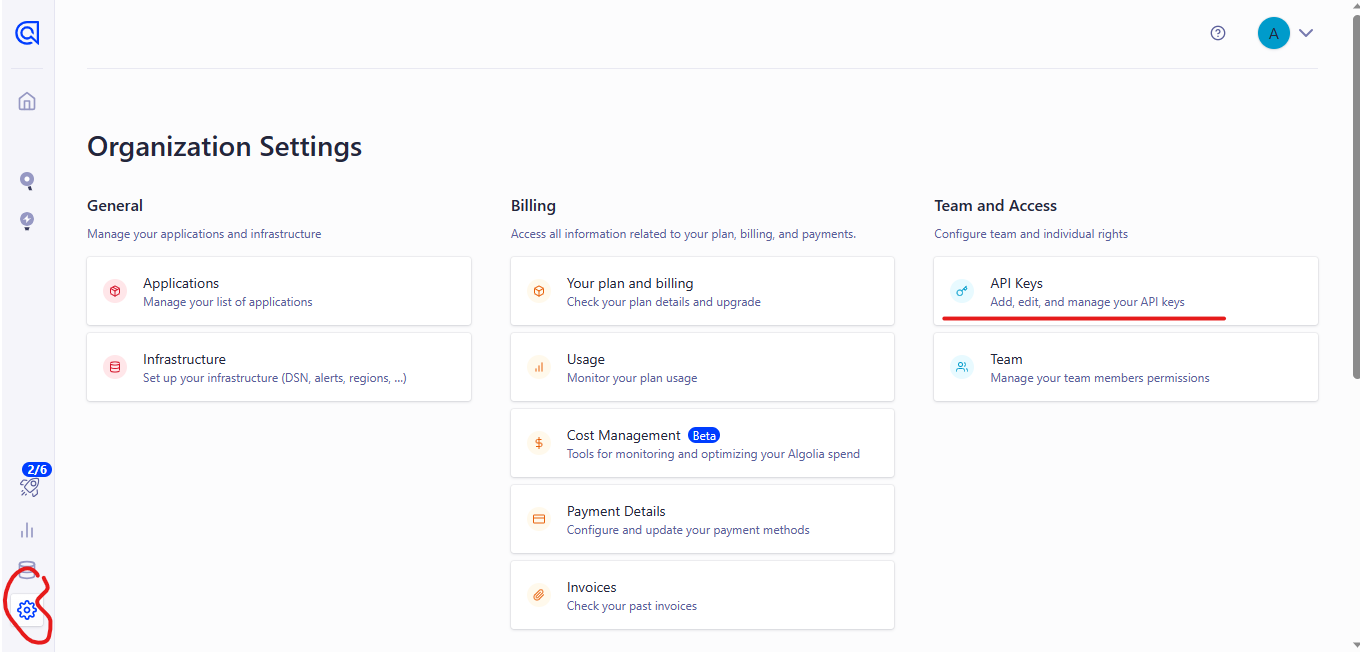 A
Organization Settings
General
Manage your applications and infrastructure
Applications
Manage your list of applications
Infrastructure
Set up your infrastructure (DSN, alerts, regions, ...)
Billing
Access all information related to your plan, billing, and payments.
Your plan and billing
Check your plan details and upgrade
Usage
Monitor your plan usage
Cost Management Beta
Tools for monitoring and optimizing your Algolia spend
Payment Details
Configure and update your payment methods
Invoices
Check your past invoices
Team and Access
Configure team and individual rights
API Keys
Add, edit, and manage your API keys
Team
Manage your team members permissions
2/6